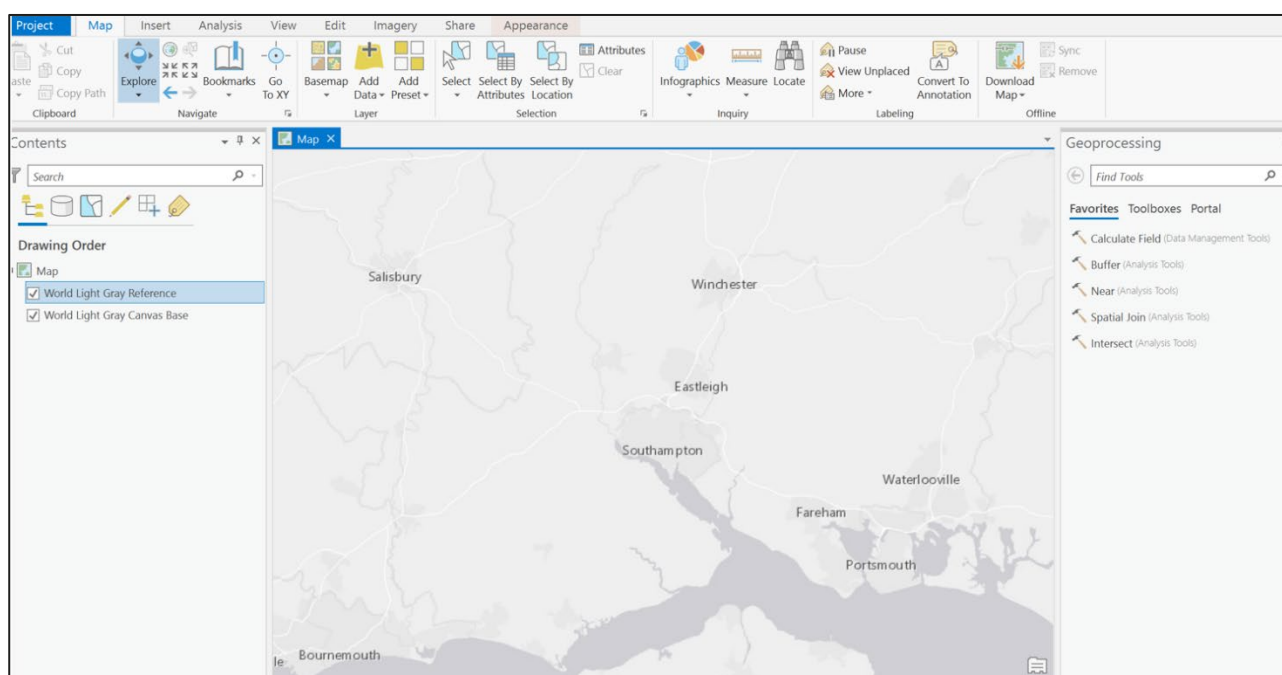 Project Map Insert Analysis View Edit Imagery Share Appearance
Cut
Copy
aste
Copy Path
Clipboard
Explore
Bookmarks
Go
To XY
Navigate
Basemap
Add
Data
Add
Preset
Layer
Select
Select By
Attributes
Select By
Location
Attributes
Clear
Selection
Infographics
Measure
Locate
Inquiry
Pause
View Unplaced
More
Convert To
Annotation
Labeling
Download
Map
Sync
Remove
Offline
Contents
Search
Drawing Order
Map
World Light Gray Reference
World Light Gray Canvas Base
Map
Salisbury
Winchester
Eastleigh
Southampton
Waterlooville
Fareham
Portsmouth
Bournemouth
le
Geoprocessing
Find Tools
Favorites Toolboxes Portal
Calculate Field (Data Management Tools)
Buffer (Analysis Tools)
Near (Analysis Tools)
Spatial Join (Analysis Tools)
Intersect (Analysis Tools)